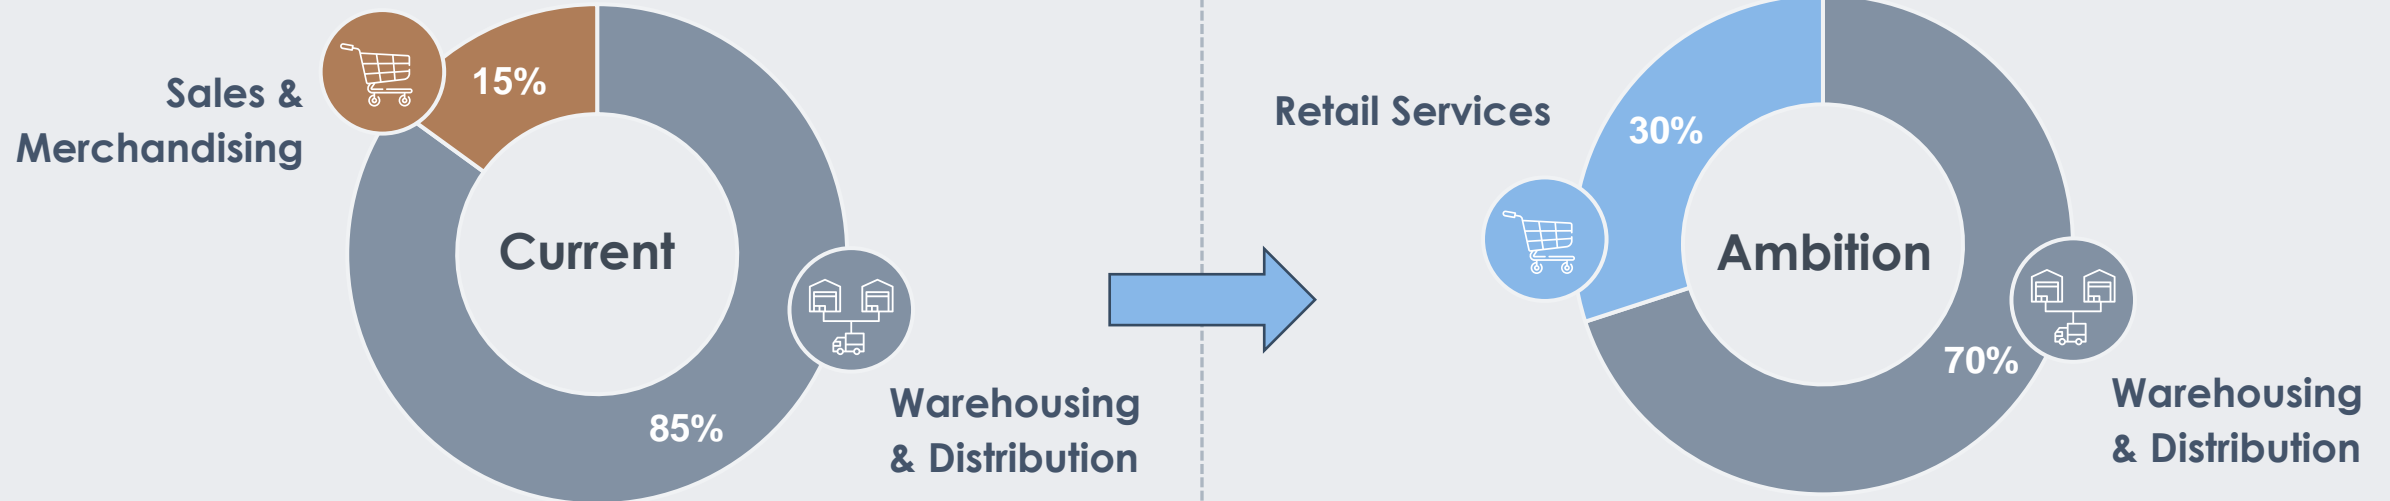 Sales &
Merchandising
15%
Current
85%
Warehousing
& Distribution
Retail Services
30%
Ambition
70%
Warehousing
& Distribution